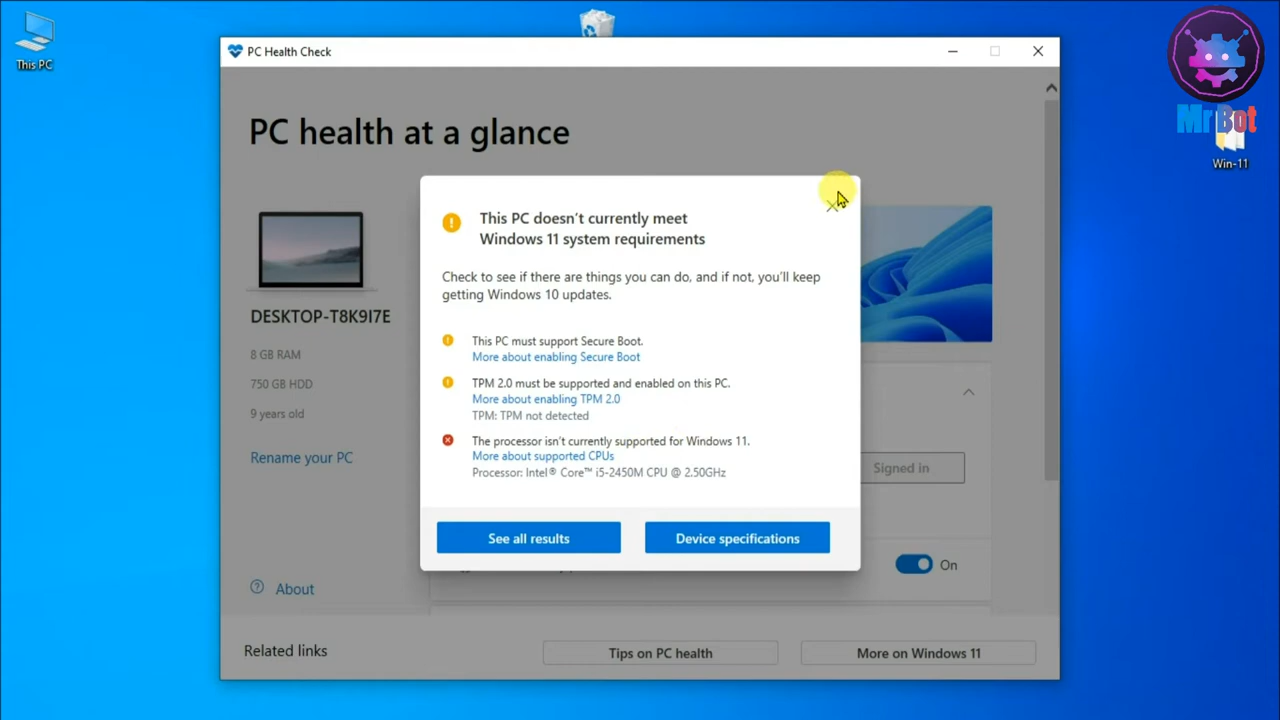 This PC
PC Health Check
Mr Bot
Win-11
PC health at a glance
DESKTOP-T8K9I7E
8 GB RAM
750 GB HDD
9 years old
Rename your PC
This PC doesn't currently meet
Windows 11 system requirements
Check to see if there are things you can do, and if not, you'll keep
getting Windows 10 updates.
This PC must support Secure Boot.
More about enabling Secure Boot
TPM 2.0 must be supported and enabled on this PC.
More about enabling TPM 2.0
TPM: TPM not detected
The processor isn't currently supported for Windows 11.
More about supported CPUs
Processor: Intel® Core™ i5-2450M CPU @ 2.50GHz
See all results
Device specifications
Signed in
On
About
Related links
Tips on PC health
More on Windows 11